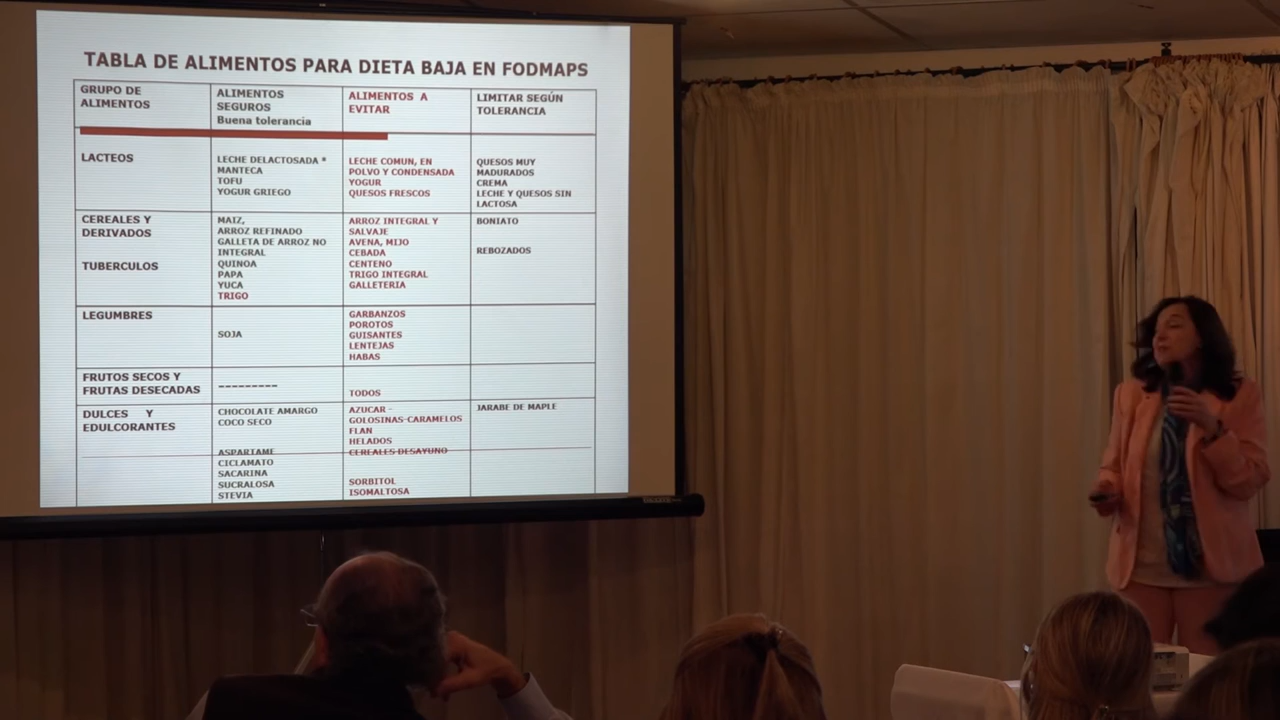 TABLA DE ALIMENTOS PARA DIETA BAJA EN FODMAPS
GRUPO DE
ALIMENTOS
ALIMENTOS
SEGUROS
Buena tolerancia
ALIMENTOS A
EVITAR
LIMITAR SEGÚN
TOLERANCIA
LACTEOS
LECHE DELACTOSADA *
MANTECA
TOFU
YOGUR GRIEGO
LECHE COMUN, EN
POLVO Y CONDENSADA
YOGUR
QUESOS FRESCOS
QUESOS MUY
MADURADOS
CREMA
LECHE Y QUESOS SIN
LACTOSA
CEREALES Y
DERIVADOS
TUBERCULOS
MAIZ,
ARROZ REFINADO
GALLETA DE ARROZ NO
INTEGRAL
QUINOA
PAPA
YUCA
TRIGO
ARROZ INTEGRAL Y
SALVAJE
AVENA, MIJO
CEBADA
CENTENO
TRIGO INTEGRAL
GALLETERIA
BONIATO
REBOZADOS
LEGUMBRES
SOJA
GARBANZOS
POROTOS
GUISANTES
LENTEJAS
HABAS
FRUTOS SECOS Y
FRUTAS DESECADAS
---------
TODOS
DULCES Y
EDULCORANTES
CHOCOLATE AMARGO
COCO SECO
ASPARTAME
CICLAMATO
SACARINA
SUCRALOSA
STEVIA
AZUCAR -
GOLOSINAS-CARAMELOS
FLAN
HELADOS
CEREALES DESAYUNO
SORBITOL
ISOMALTOSA
JARABE DE MAPLE